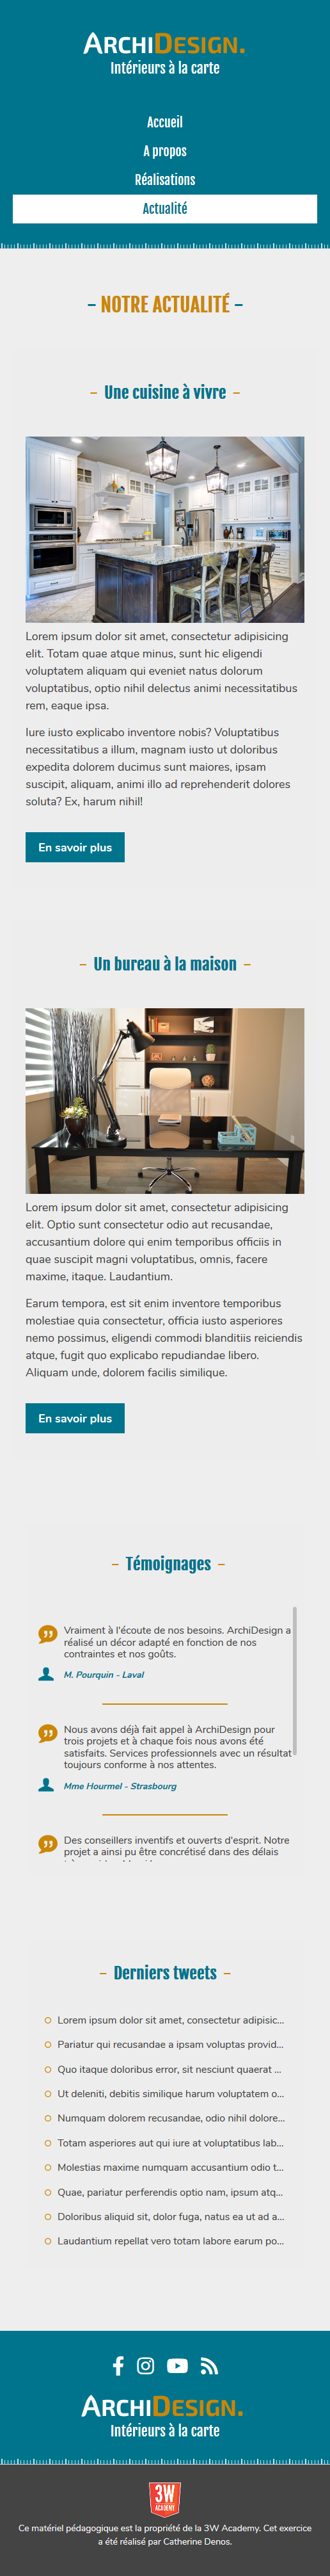 ARCHIDESIGN.
Intérieurs à la carte
Accueil
A propos
Réalisations
Actualité
– NOTRE ACTUALITÉ –
– Une cuisine à vivre –
Lorem ipsum dolor sit amet, consectetur adipisicing
elit. Totam quae atque minus, sunt hic eligendi
voluptatem aliquam qui eveniet natus dolorum
voluptatibus, optio nihil delectus animi necessitatibus
rem, eaque ipsa.
Iure iusto explicabo inventore nobis? Voluptatibus
necessitatibus a illum, magnam iusto ut doloribus
expedita dolorem ducimus sunt maiores, ipsam
suscipit, aliquam, animi illo ad reprehenderit dolores
soluta? Ex, harum nihil!
En savoir plus
– Un bureau à la maison –
Lorem ipsum dolor sit amet, consectetur adipisicing
elit. Optio sunt consectetur odio aut recusandae,
accusantium dolore qui enim temporibus officiis in
quae suscipit magni voluptatibus, omnis, facere
maxime, itaque. Laudantium.
Earum tempora, est sit enim inventore temporibus
molestiae quia consectetur, officia iusto asperiores
nemo possimus, eligendi commodi blanditiis reiciendis
atque, fugit quo explicabo repudiandae libero.
Aliquam unde, dolorem facilis similique.
En savoir plus
– Témoignages –
Vraiment à l'écoute de nos besoins. ArchiDesign a
réalisé un décor adapté en fonction de nos
contraintes et nos goûts.
M. Pourquin - Laval
Nous avons déjà fait appel à ArchiDesign pour
trois projets et à chaque fois nous avons été
satisfaits. Services professionnels avec un résultat
toujours conforme à nos attentes.
Mme Hourmel - Strasbourg
Des conseillers inventifs et ouverts d'esprit. Notre
projet a ainsi pu être concrétisé dans des délais
– Derniers tweets –
Lorem ipsum dolor sit amet, consectetur adipisic...
Pariatur qui recusandae a ipsam voluptas provid...
Quo itaque doloribus error, sit nesciunt quaerat ...
Ut deleniti, debitis similique harum voluptatem o...
Numquam dolorem recusandae, odio nihil dolore...
Totam asperiores aut qui iure at voluptatibus lab...
Molestias maxime numquam accusantium odio t...
Quae, pariatur perferendis optio nam, ipsum atq...
Doloribus aliquid sit, dolor fuga, natus ea ut ad a...
Laudantium repellat vero totam labore earum po...
ARCHIDESIGN.
Intérieurs à la carte
3W
ACADEMY
Ce matériel pédagogique est la propriété de la 3W Academy. Cet exercice
a été réalisé par Catherine Denos.